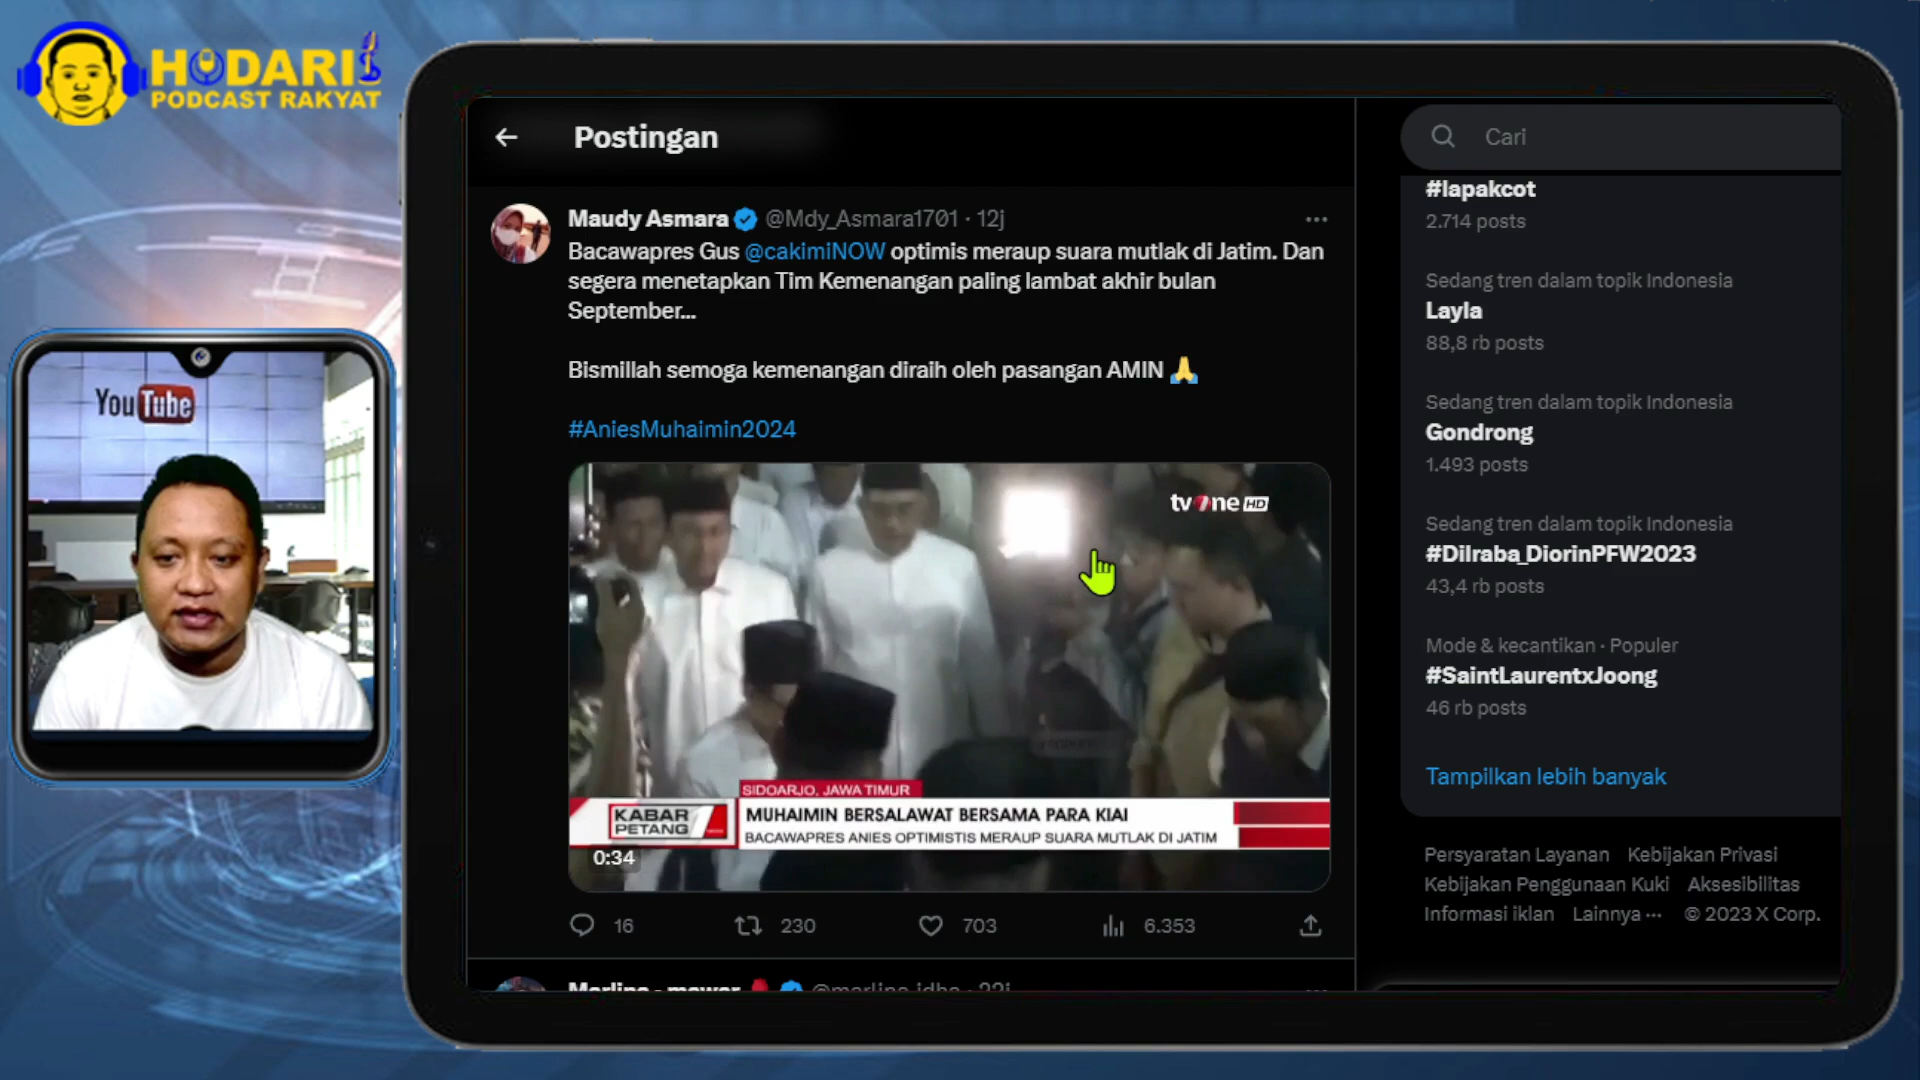 HODARI
PODCAST RAKYAT
YouTube
Postingan
Maudy Asmara @Mdy_Asmara1701 · 12j
Bacawapres Gus @cakimiNOW optimis meraup suara mutlak di Jatim. Dan
segera menetapkan Tim Kemenangan paling lambat akhir bulan
September...
Bismillah semoga kemenangan diraih oleh pasangan AMIN 🙏
#AniesMuhaimin2024
tvOne HD
SIDOARJO, JAWA TIMUR
KABAR
PETANG
MUHAIMIN BERSALAWAT BERSAMA PARA KIAI
BACAWAPRES ANIES OPTIMISTIS MERAUP SUARA MUTLAK DI JATIM
0:34
16 230 703 6.353
Cari
#lapakcot
2.714 posts
Sedang tren dalam topik Indonesia
Layla
88,8 rb posts
Sedang tren dalam topik Indonesia
Gondrong
1.493 posts
Sedang tren dalam topik Indonesia
#Dilraba_DiorinPFW2023
43,4 rb posts
Mode & kecantikan · Populer
#SaintLaurentxJoong
46 rb posts
Tampilkan lebih banyak
Persyaratan Layanan Kebijakan Privasi
Kebijakan Penggunaan Kuki Aksesibilitas
Informasi iklan Lainnya ··· © 2023 X Corp.